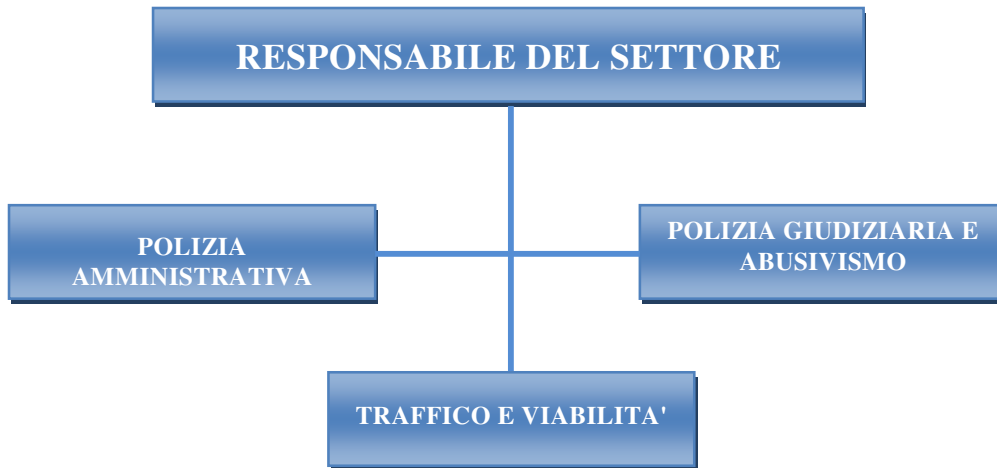 RESPONSABILE DEL SETTORE
POLIZIA
AMMINISTRATIVA
POLIZIA GIUDIZIARIA E
ABUSIVISMO
TRAFFICO E VIABILITA'